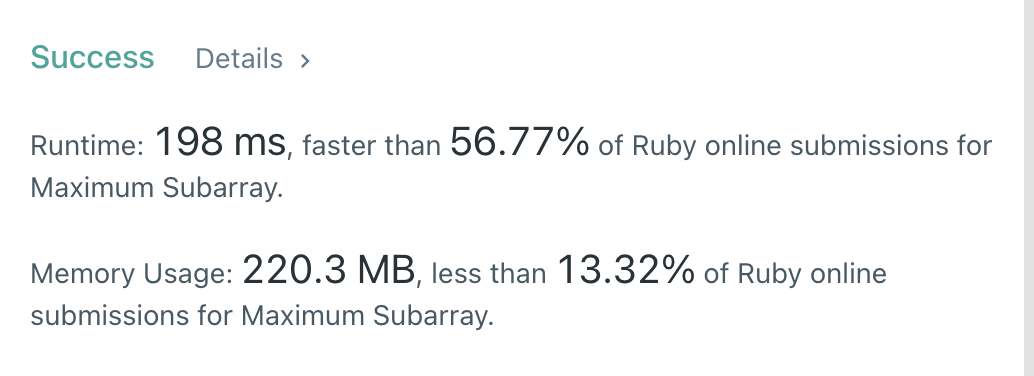 Success Details >
Runtime: 198 ms, faster than 56.77% of Ruby online submissions for
Maximum Subarray.
Memory Usage: 220.3 MB, less than 13.32% of Ruby online
submissions for Maximum Subarray.